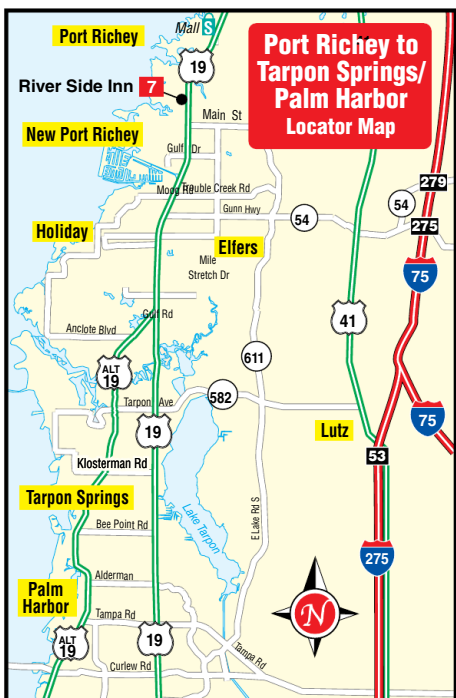 Port Richey
Mall S
Port Richey to
Tarpon Springs/
Palm Harbor
Locator Map
19
River Side Inn 7
Main St
New Port Richey
Gulf Dr
279
Moog Rd
Trouble Creek Rd
Gunn Hwy
54
54
275
Holiday
Elfers
Mile
Stretch Dr
75
Gulf Rd
41
Anclote Blvd
611
ALT
19
582
Tarpon Ave
19
Lutz
75
53
Klosterman Rd
Tarpon Springs
Lake Tarpon
E Lake Rd S
Bee Point Rd
275
Alderman
Palm
Harbor
N
Tampa Rd
ALT
19
19
Tampa Rd
Curlew Rd